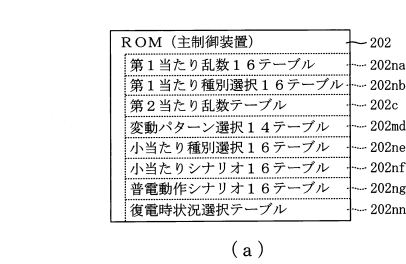 ROM（主制御装置） 202
第１当たり乱数１６テーブル 202na
第１当たり種別選択１６テーブル 202nb
第２当たり乱数テーブル 202c
変動パターン選択１４テーブル 202md
小当たり種別選択１６テーブル 202ne
小当たりシナリオ１６テーブル 202nf
普電動作シナリオ１６テーブル 202ng
復電時状況選択テーブル 202nn
（a）